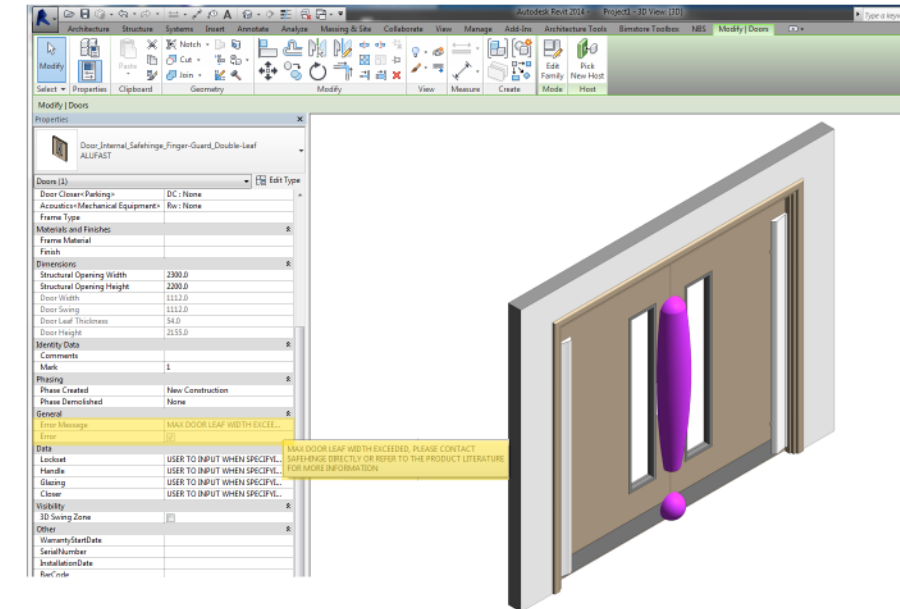 Autodesk Revit 2014 - Project1 - 3D View: {3D}
Type a keyw
Architecture Structure Systems Insert Annotate Analyze Massing & Site Collaborate View Manage Add-Ins Architecture Tools Bimstore Toolbox NBS Modify | Doors
Modify
Paste
Notch
Cut
Join
Edit Family
Pick New Host
Select Properties Clipboard Geometry Modify View Measure Create Mode Host
Modify | Doors
Properties
Door_Internal_Safehinge_Finger-Guard_Double-Leaf
ALUFAST
Doors (1) Edit Type
Door Closer<Parking> DC : None
Acoustics<Mechanical Equipment> Rw : None
Frame Type
Materials and Finishes
Frame Material
Finish
Dimensions
Structural Opening Width 2300.0
Structural Opening Height 2200.0
Door Width 1112.0
Door Swing 1112.0
Door Leaf Thickness 54.0
Door Height 2155.0
Identity Data
Comments
Mark 1
Phasing
Phase Created New Construction
Phase Demolished None
General
Error Message MAX DOOR LEAF WIDTH EXCEE...
Error
MAX DOOR LEAF WIDTH EXCEEDED, PLEASE CONTACT
SAFEHINGE DIRECTLY OR REFER TO THE PRODUCT LITERATURE
FOR MORE INFORMATION
Data
Lockset USER TO INPUT WHEN SPECIFYI...
Handle USER TO INPUT WHEN SPECIFYI...
Glazing USER TO INPUT WHEN SPECIFYI...
Closer USER TO INPUT WHEN SPECIFYI...
Visibility
3D Swing Zone
Other
WarrantyStartDate
SerialNumber
InstallationDate
BarCode